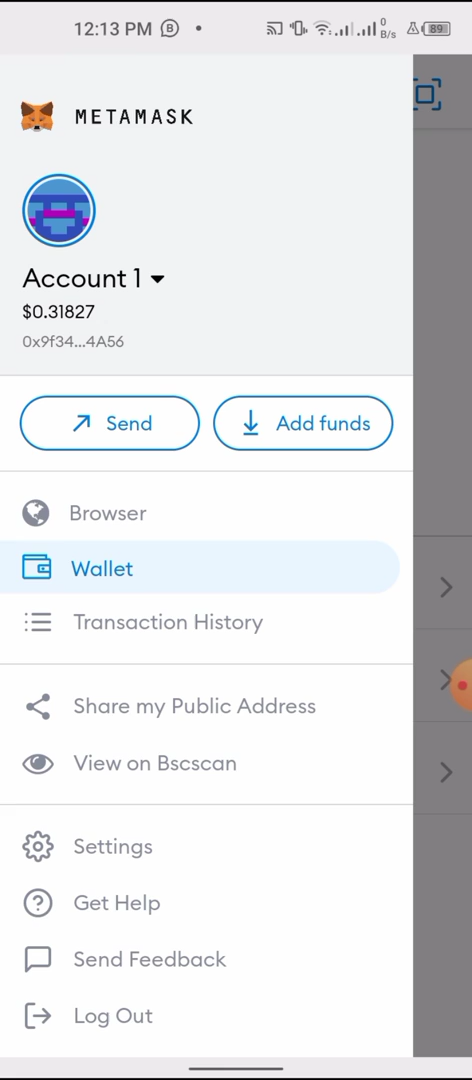 12:13 PM
0
B/s
89
METAMASK
Account 1
$0.31827
0x9f34...4A56
Send
Add funds
Browser
Wallet
Transaction History
Share my Public Address
View on Bscscan
Settings
Get Help
Send Feedback
Log Out